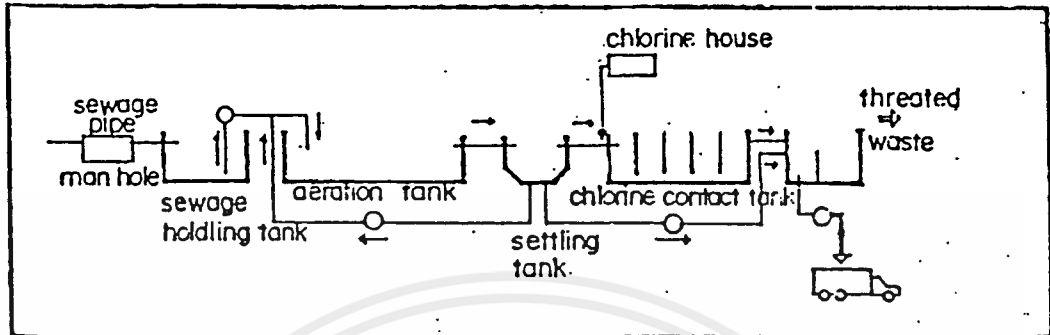 chlorine house
sewage
pipe
man hole
sewage
holdling tank
aeration tank
settling
tank.
chlorine contact tank
threated
waste